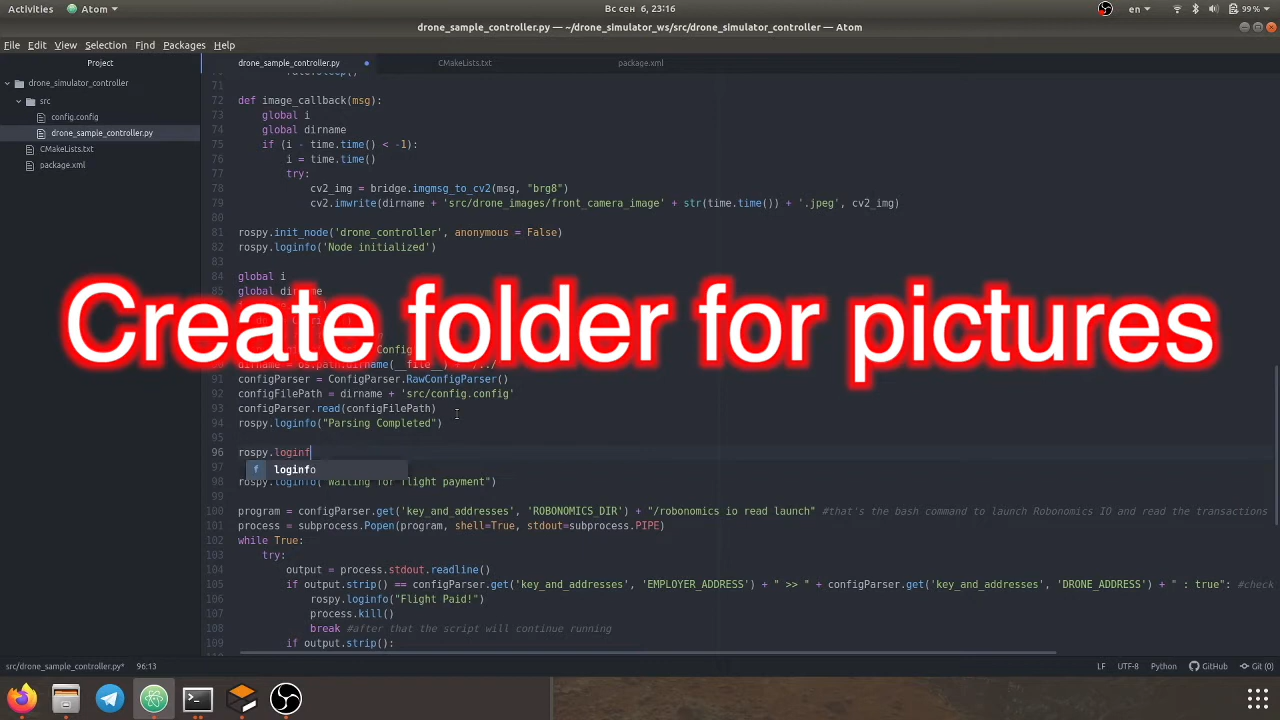 Activities
Atom
Вс сен 6, 23:16
en
99%
drone_sample_controller.py — ~/drone_simulator_ws/src/drone_simulator_controller — Atom
File Edit View Selection Find Packages Help
Project
drone_simulator_controller
src
config.config
drone_sample_controller.py
CMakeLists.txt
package.xml
drone_sample_controller.py
CMakeLists.txt
package.xml
71
72 def image_callback(msg):
73 global i
74 global dirname
75 if (i - time.time() < -1):
76 i = time.time()
77 try:
78 cv2_img = bridge.imgmsg_to_cv2(msg, "brg8")
79 cv2.imwrite(dirname + 'src/drone_images/front_camera_image' + str(time.time()) + '.jpeg', cv2_img)
80
81 rospy.init_node('drone_controller', anonymous = False)
82 rospy.loginfo('Node initialized')
83
84 global i
85 global dirname
Create folder for pictures
91 configParser = ConfigParser.RawConfigParser()
92 configFilePath = dirname + 'src/config.config'
93 configParser.read(configFilePath)
94 rospy.loginfo("Parsing Completed")
95
96 rospy.loginf
97 f loginfo
98 rospy.loginfo("Waiting for flight payment")
99
100 program = configParser.get('key_and_addresses', 'ROBONOMICS_DIR') + "/robonomics io read launch" #that's the bash command to launch Robonomics IO and read the transactions
101 process = subprocess.Popen(program, shell=True, stdout=subprocess.PIPE)
102 while True:
103 try:
104 output = process.stdout.readline()
105 if output.strip() == configParser.get('key_and_addresses', 'EMPLOYER_ADDRESS') + " >> " + configParser.get('key_and_addresses', 'DRONE_ADDRESS') + " : true": #check
106 rospy.loginfo("Flight Paid!")
107 process.kill()
108 break #after that the script will continue running
109 if output.strip():
src/drone_sample_controller.py* 96:13
LF UTF-8 Python GitHub Git (0)